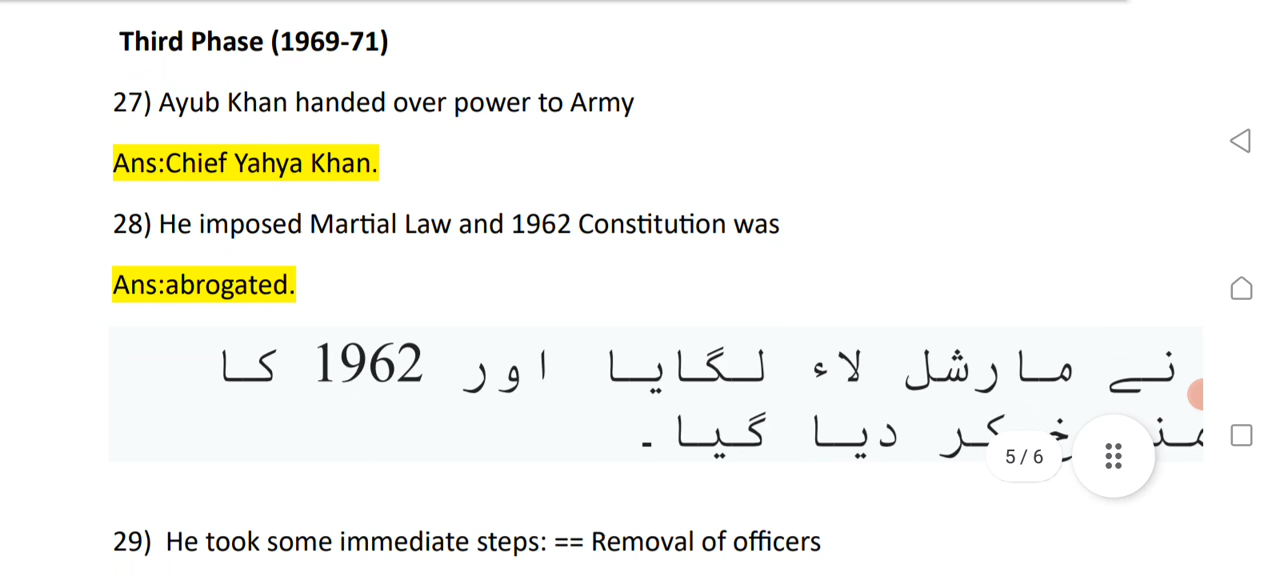 Third Phase (1969-71)
27) Ayub Khan handed over power to Army
Ans:Chief Yahya Khan.
28) He imposed Martial Law and 1962 Constitution was
Ans:abrogated.
نے مارشل لاء لگایا اور 1962 کا
کر دیا گیا ۔
5 / 6
29) He took some immediate steps: == Removal of officers